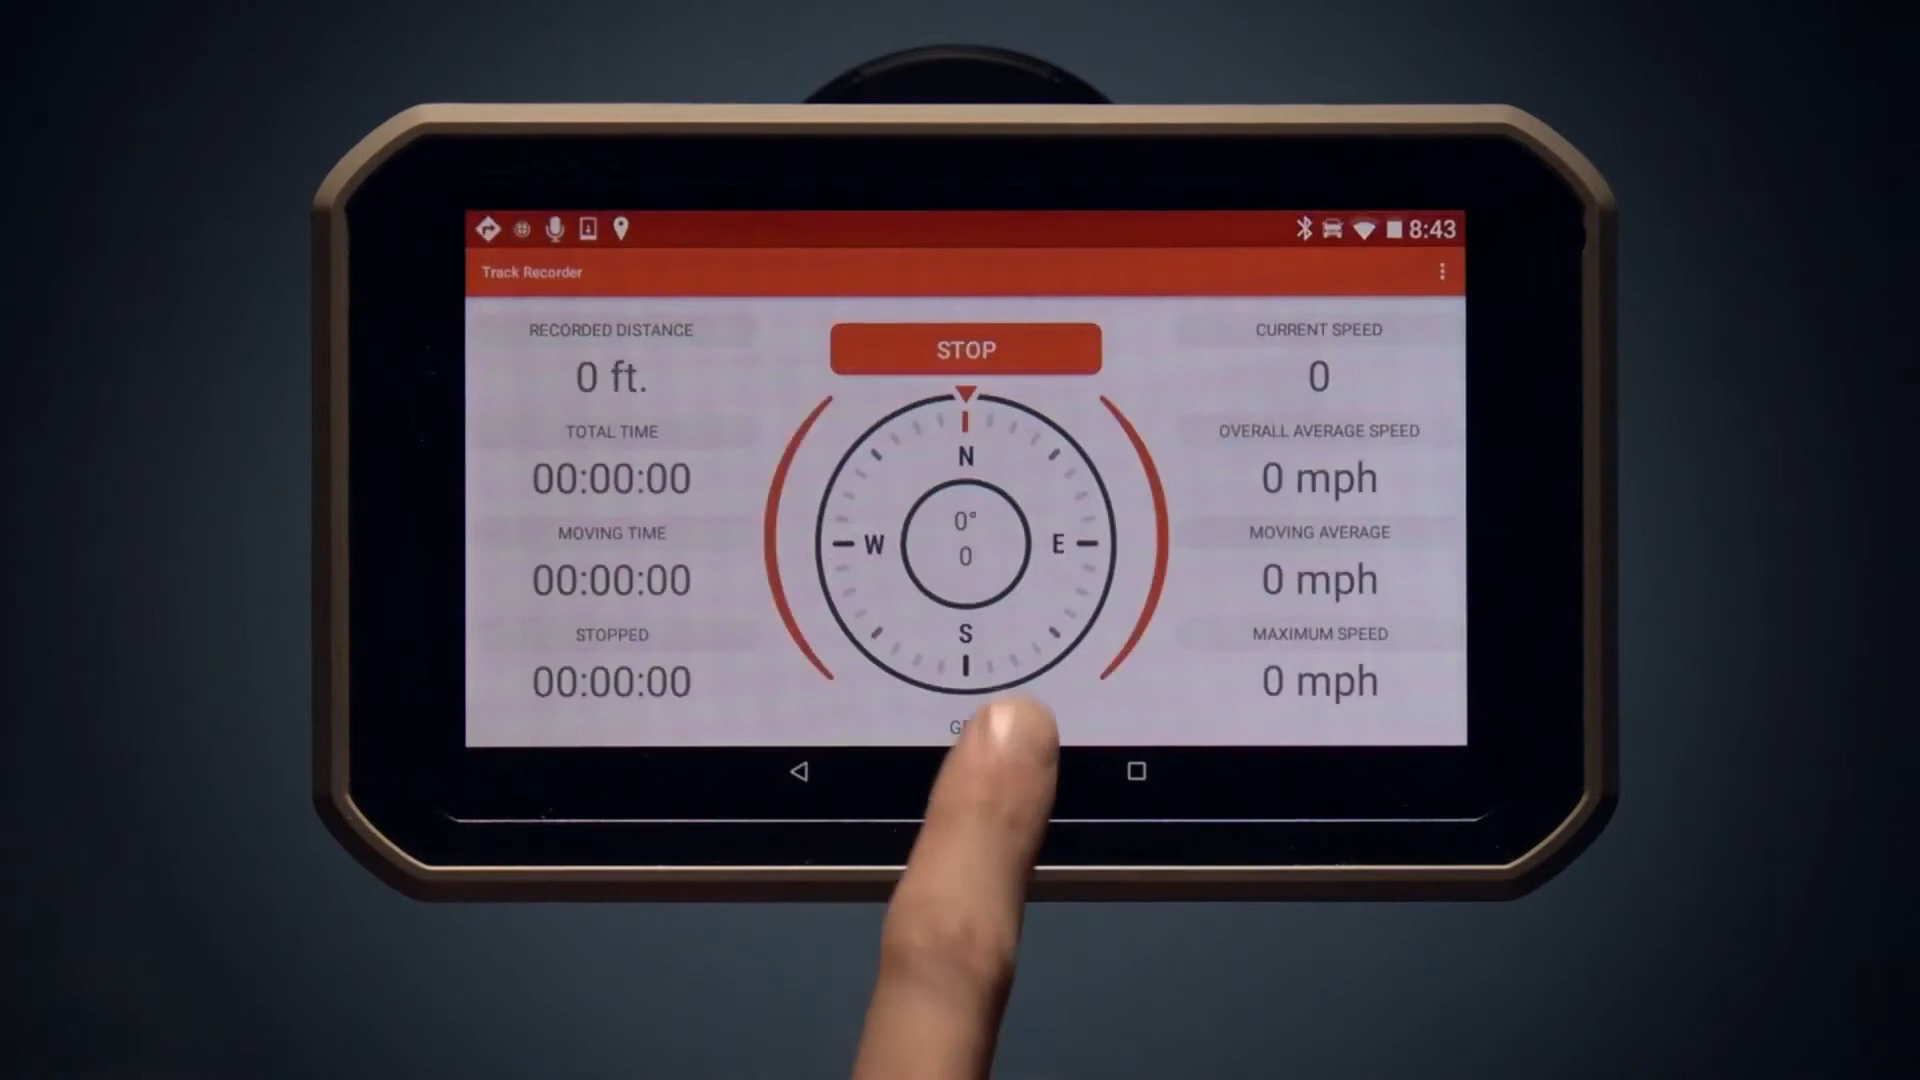 8:43
Track Recorder
RECORDED DISTANCE
0 ft.
TOTAL TIME
00:00:00
MOVING TIME
00:00:00
STOPPED
00:00:00
STOP
N
W
0°
0
E
S
CURRENT SPEED
0
OVERALL AVERAGE SPEED
0 mph
MOVING AVERAGE
0 mph
MAXIMUM SPEED
0 mph